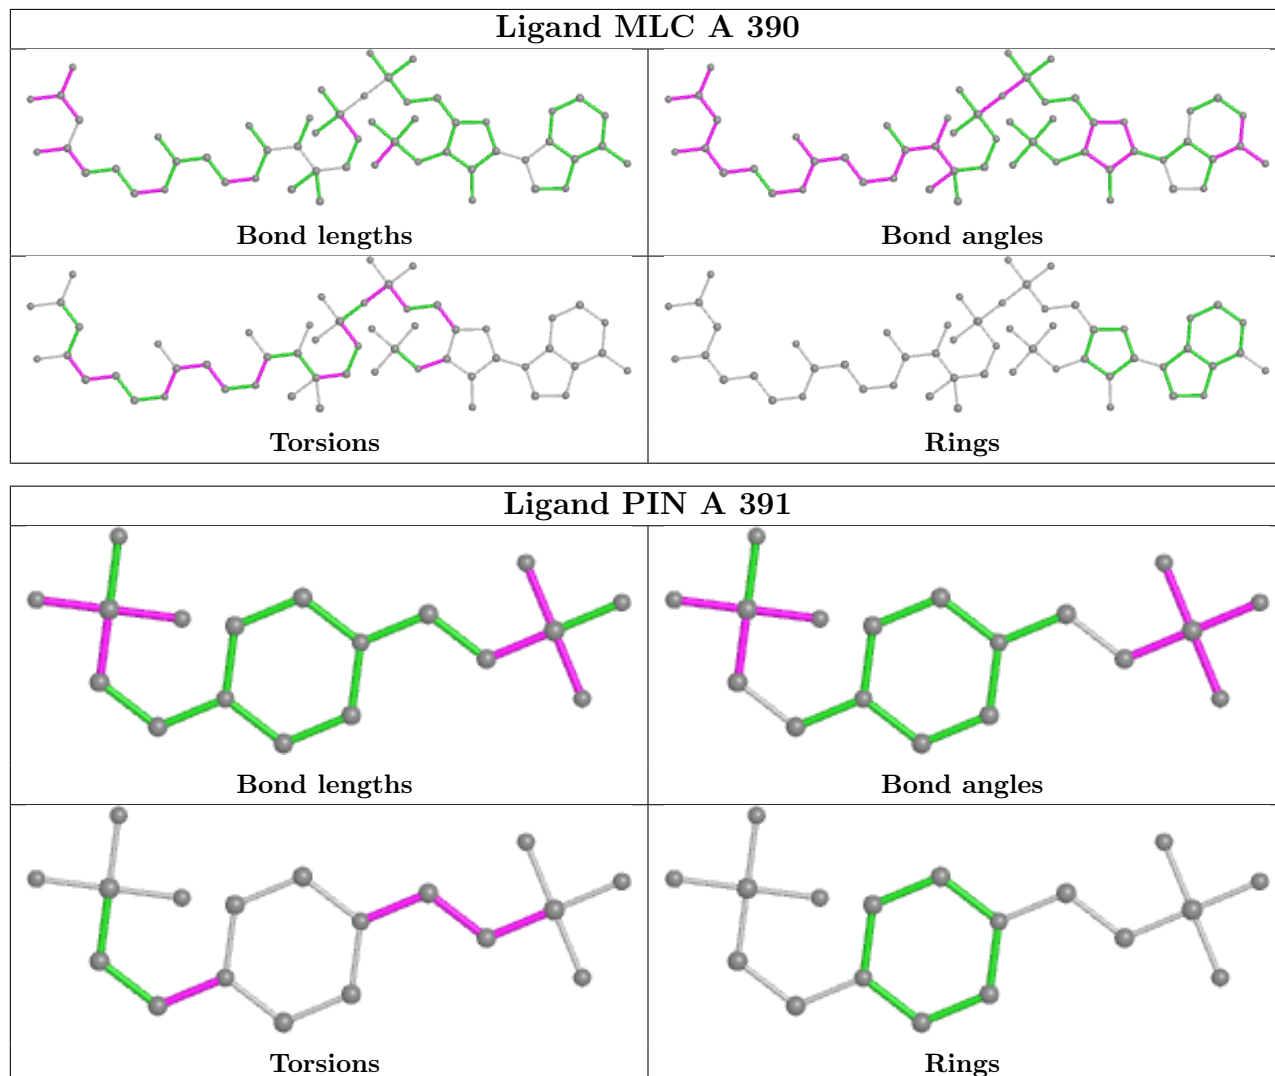 Ligand MLC A 390
Bond lengths
Bond angles
Torsions
Rings
Ligand PIN A 391
Bond lengths
Bond angles
Torsions
Rings